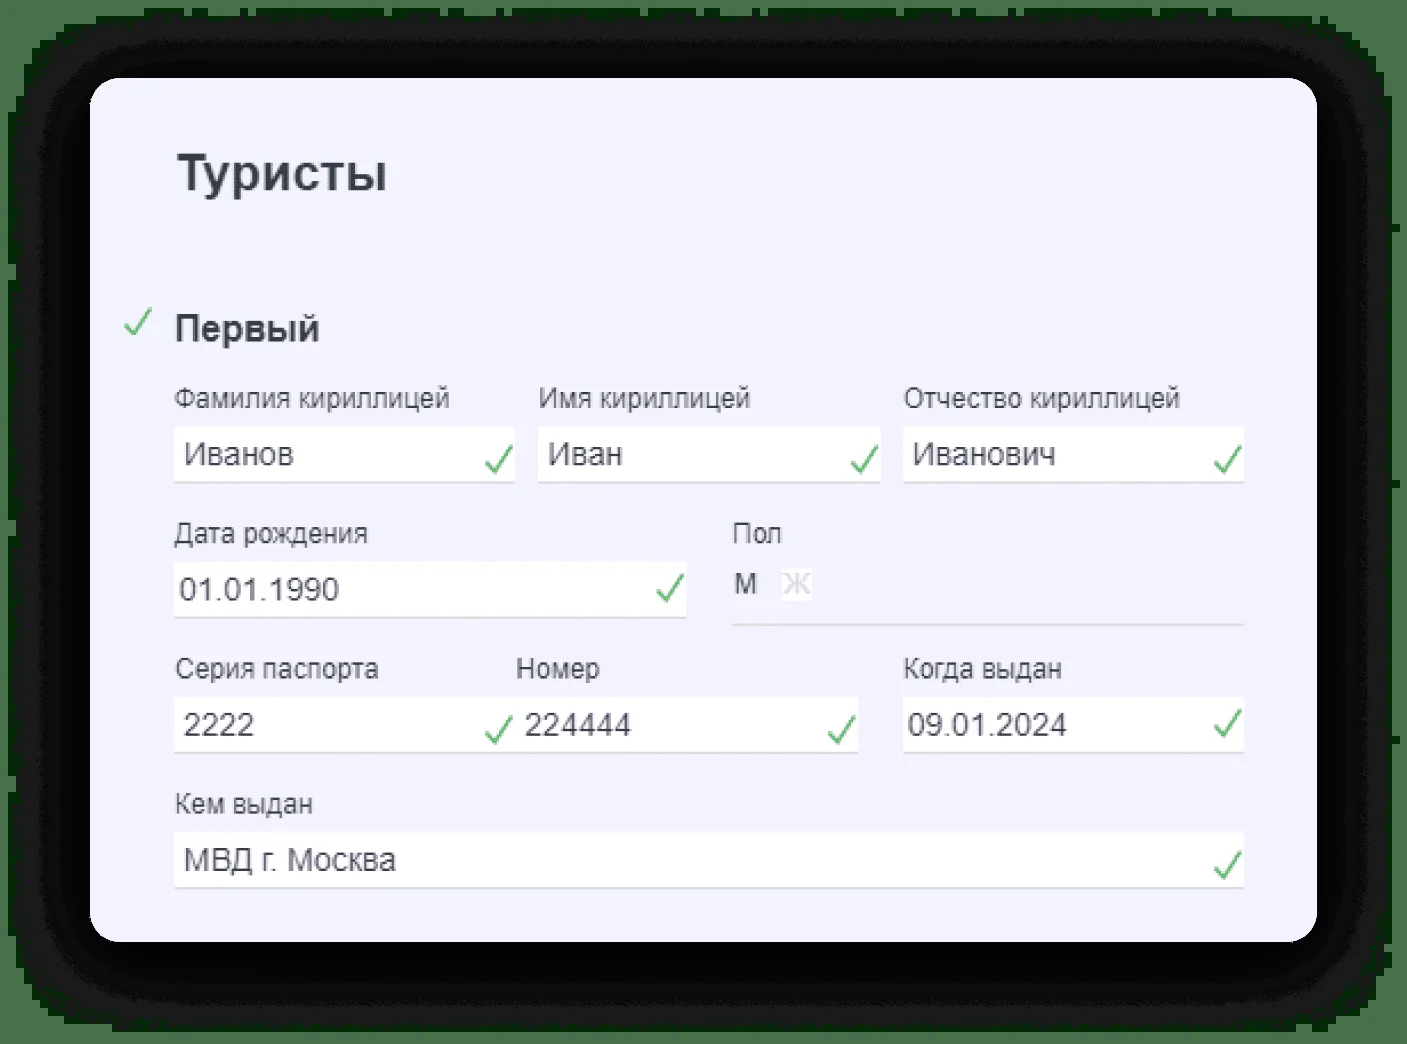 Туристы
Первый
Фамилия кириллицей Имя кириллицей Отчество кириллицей
Иванов Иван Иванович
Дата рождения Пол
01.01.1990 М Ж
Серия паспорта Номер Когда выдан
2222 224444 09.01.2024
Кем выдан
МВД г. Москва